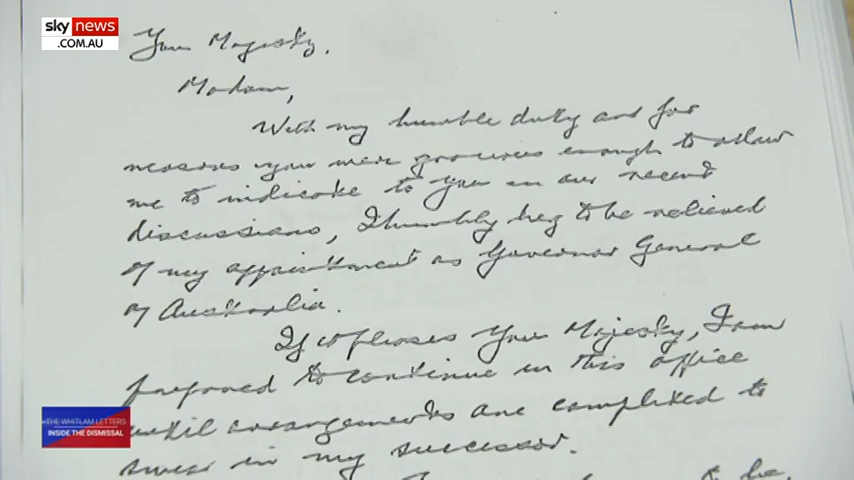 sky news
.COM.AU
Your Majesty.
Madam,
With my humble duty and for
reasons you were gracious enough to allow
me to indicate to you in our recent
discussions, I humbly beg to be relieved
of my appointment as Governor General
of Australia.
If it pleases Your Majesty, I am
prepared to continue in this office
until arrangements are completed to
swear in my successor.
to be
THE WHITLAM LETTERS
INSIDE THE DISMISSAL